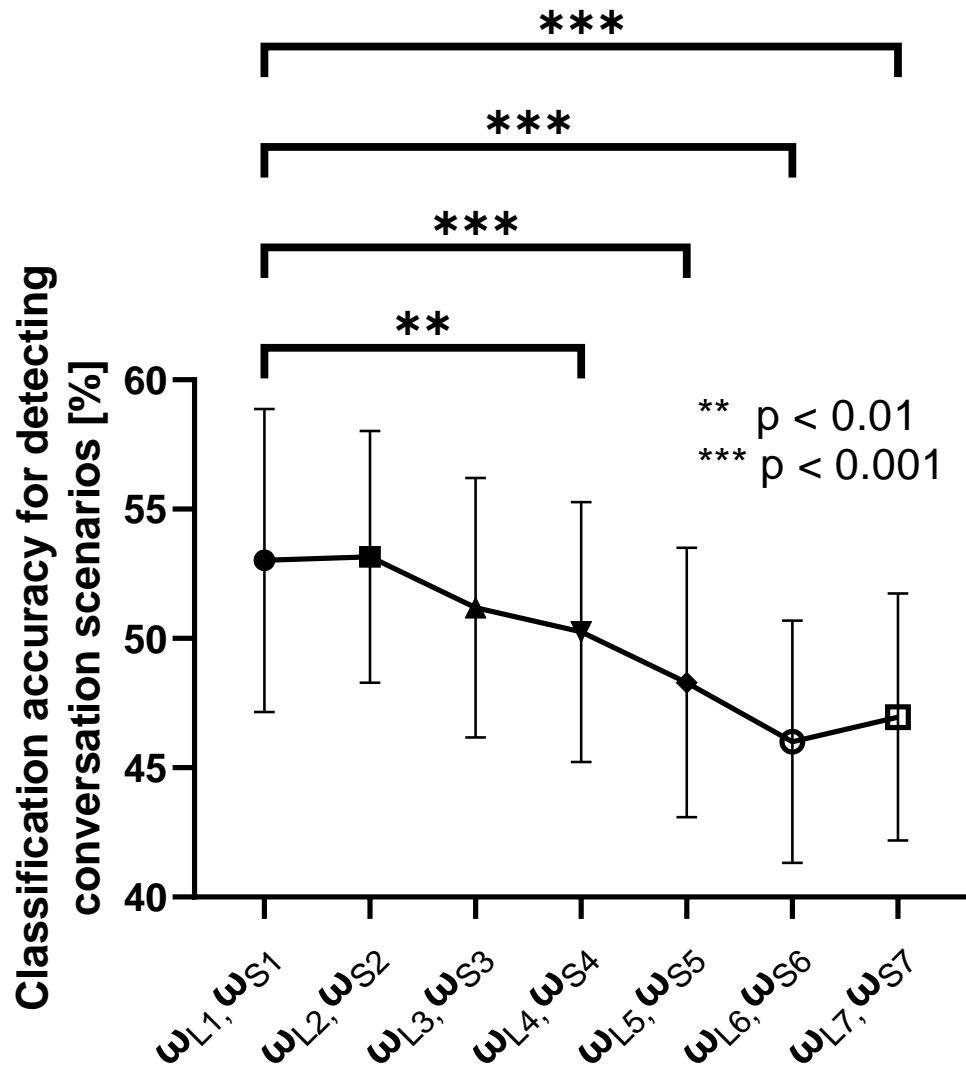 ***
***
***
**
Classification accuracy for detecting
conversation scenarios [%]
60
55
50
45
40
** p < 0.01
*** p < 0.001
ωL1, ωS1
ωL2, ωS2
ωL3, ωS3
ωL4, ωS4
ωL5, ωS5
ωL6, ωS6
ωL7, ωS7